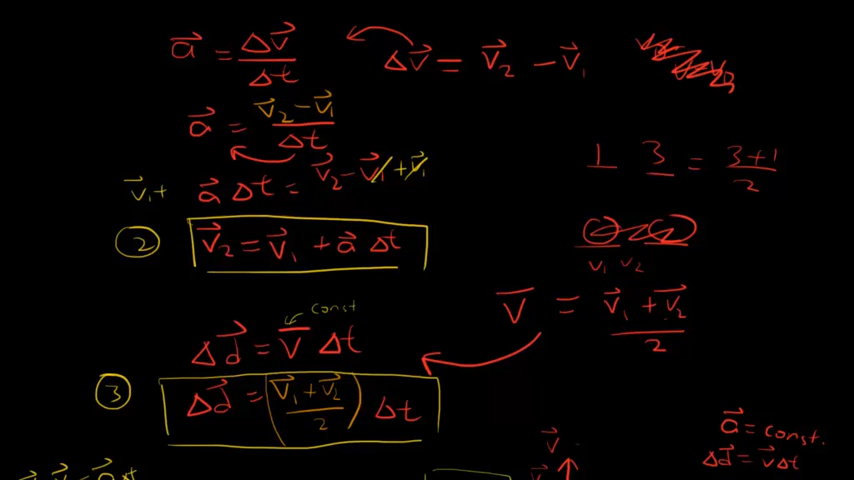 a⃗ = Δv⃗/Δt
Δv⃗ = v⃗₂ − v⃗₁
a⃗ = (v⃗₂ − v⃗₁)/Δt
v⃗₁ + a⃗ Δt = v⃗₂ − v⃗₁ + v⃗₁
1 3 = (3+1)/2
② v⃗₂ = v⃗₁ + a⃗ Δt
v₁ v₂
v̅ = (v⃗₁ + v⃗₂)/2
const
Δd⃗ = v̅ Δt
③ Δd⃗ = ((v⃗₁ + v⃗₂)/2) Δt
a⃗ = const.
Δd⃗ = v⃗Δt
v⃗